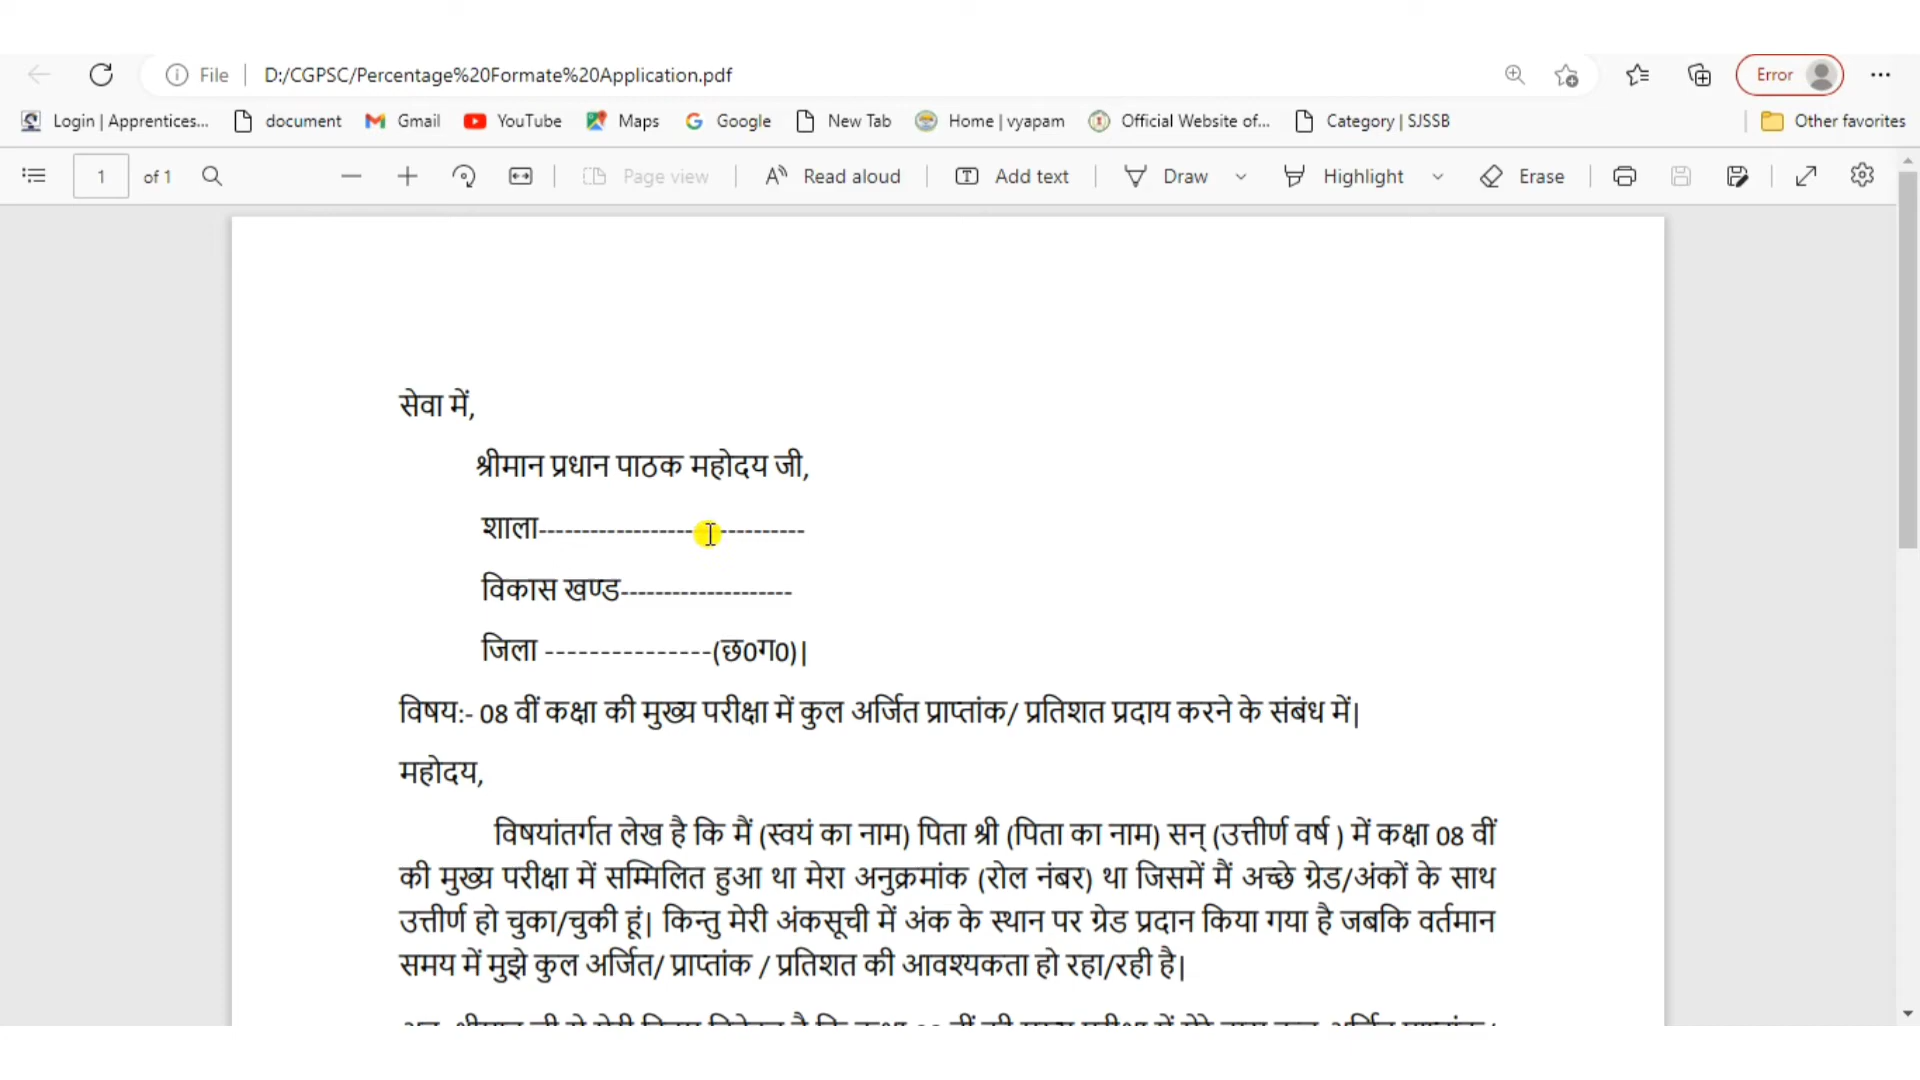 File D:/CGPSC/Percentage%20Formate%20Application.pdf Error
Login | Apprentices... document Gmail YouTube Maps Google New Tab Home | vyapam Official Website of... Category | SJSSB Other favorites
1 of 1 Page view Read aloud Add text Draw Highlight Erase
सेवा में,
श्रीमान प्रधान पाठक महोदय जी,
शाला-----------------------------
विकास खण्ड--------------------
जिला ---------------(छ0ग0)|
विषय:- 08 वीं कक्षा की मुख्य परीक्षा में कुल अर्जित प्राप्तांक/ प्रतिशत प्रदाय करने के संबंध में|
महोदय,
विषयांतर्गत लेख है कि मैं (स्वयं का नाम) पिता श्री (पिता का नाम) सन् (उत्तीर्ण वर्ष ) में कक्षा 08 वीं
की मुख्य परीक्षा में सम्मिलित हुआ था मेरा अनुक्रमांक (रोल नंबर) था जिसमें मैं अच्छे ग्रेड/अंकों के साथ
उत्तीर्ण हो चुका/चुकी हूं| किन्तु मेरी अंकसूची में अंक के स्थान पर ग्रेड प्रदान किया गया है जबकि वर्तमान
समय में मुझे कुल अर्जित/ प्राप्तांक / प्रतिशत की आवश्यकता हो रहा/रही है|